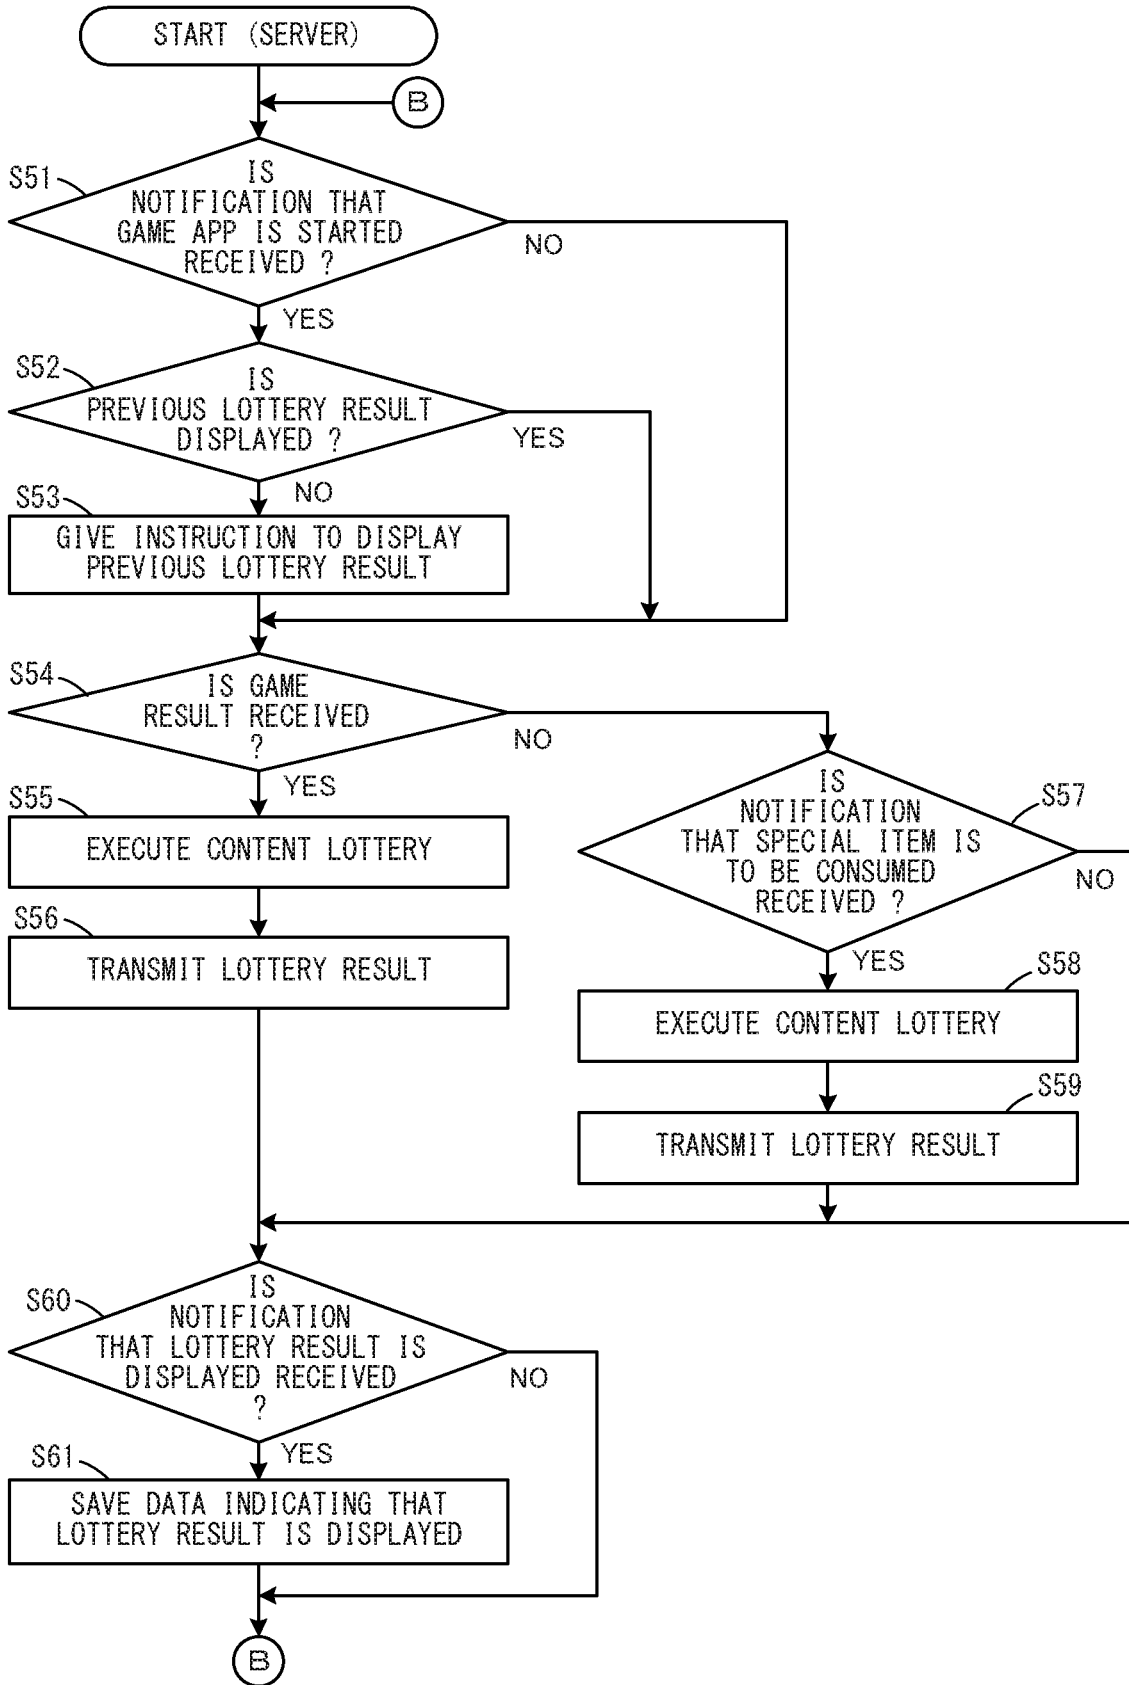 START (SERVER)
B
S51
IS
NOTIFICATION THAT
GAME APP IS STARTED
RECEIVED ?
NO
YES
S52
IS
PREVIOUS LOTTERY RESULT
DISPLAYED ?
YES
NO
S53
GIVE INSTRUCTION TO DISPLAY
PREVIOUS LOTTERY RESULT
S54
IS GAME
RESULT RECEIVED
?
NO
YES
S55
EXECUTE CONTENT LOTTERY
S56
TRANSMIT LOTTERY RESULT
S57
IS
NOTIFICATION
THAT SPECIAL ITEM IS
TO BE CONSUMED
RECEIVED ?
NO
YES
S58
EXECUTE CONTENT LOTTERY
S59
TRANSMIT LOTTERY RESULT
S60
IS
NOTIFICATION
THAT LOTTERY RESULT IS
DISPLAYED RECEIVED
?
NO
YES
S61
SAVE DATA INDICATING THAT
LOTTERY RESULT IS DISPLAYED
B